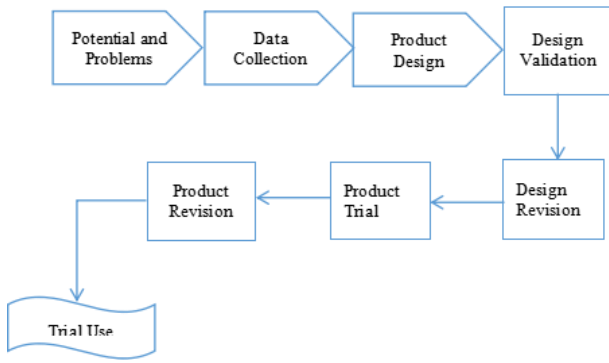 Potential and
Problems
Data
Collection
Product
Design
Design
Validation
Design
Revision
Product
Trial
Product
Revision
Trial Use